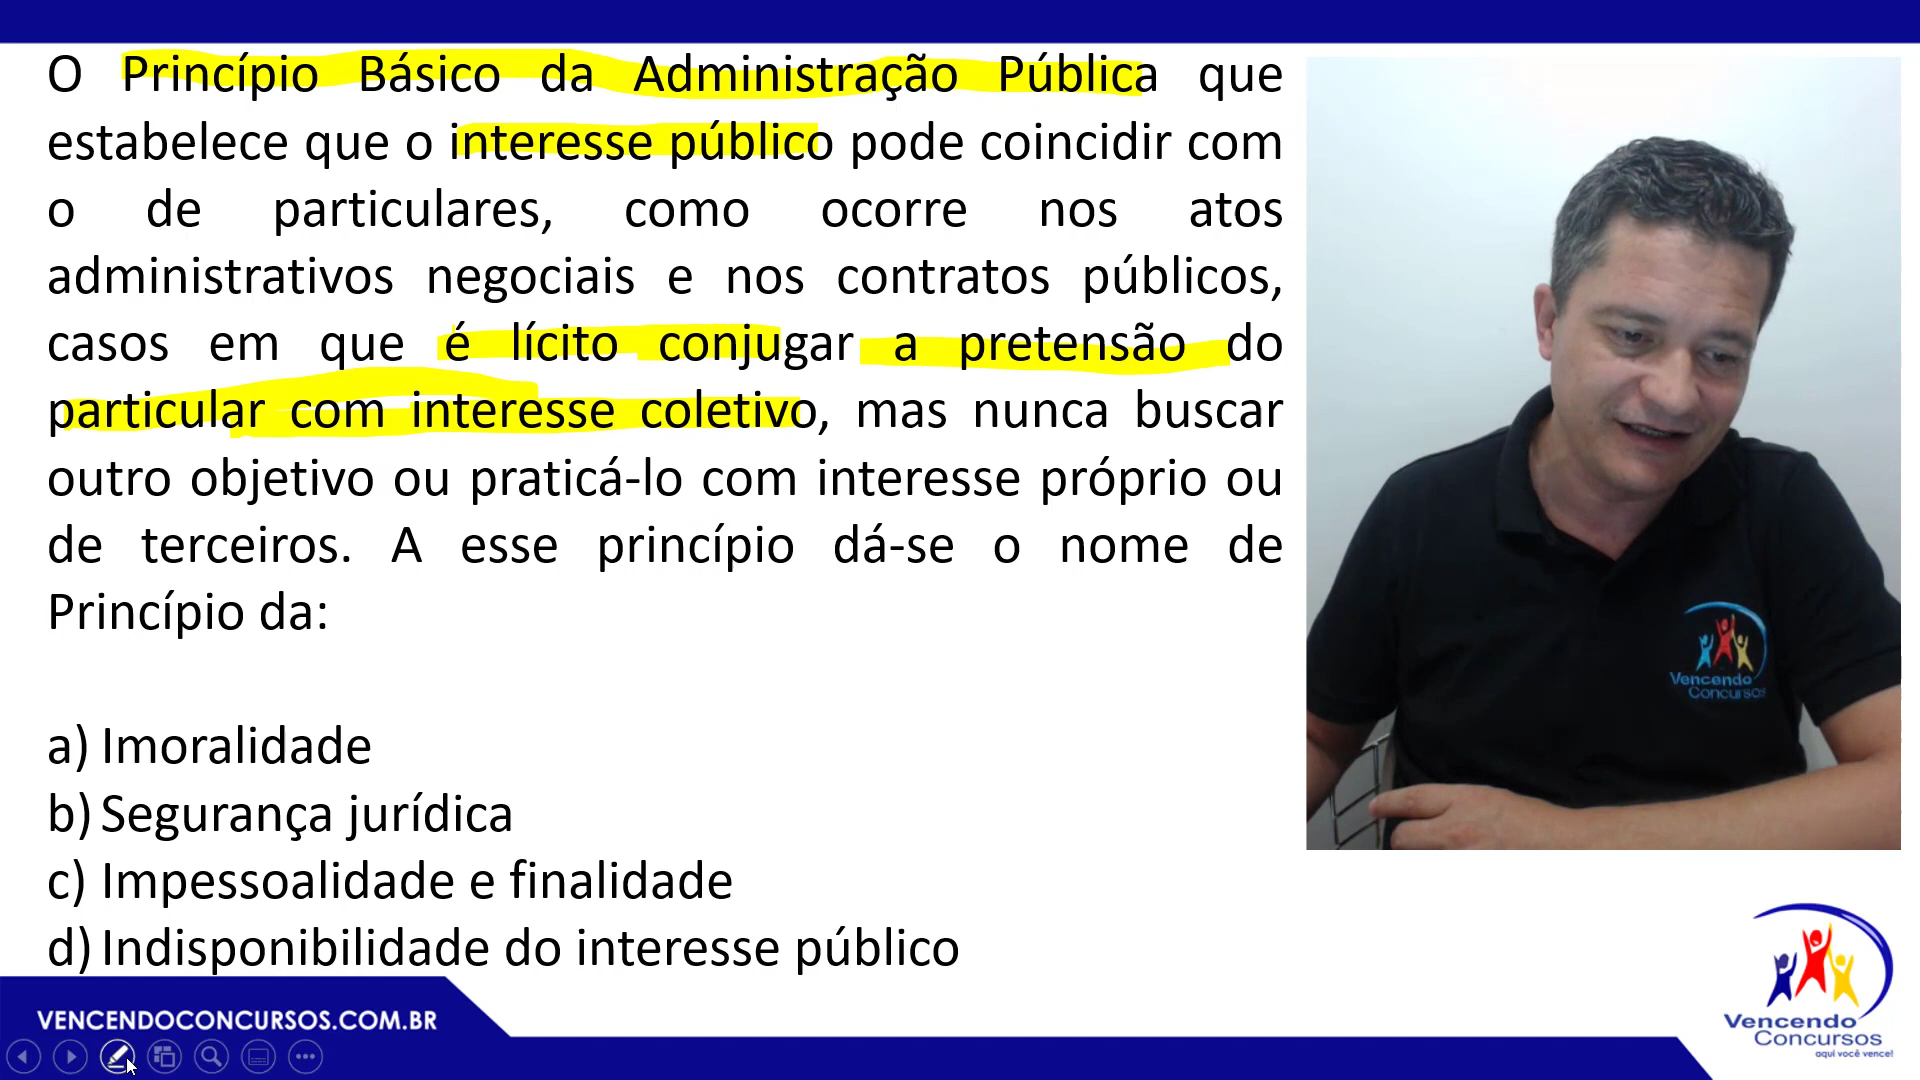 O Princípio Básico da Administração Pública que
estabelece que o interesse público pode coincidir com
o de particulares, como ocorre nos atos
administrativos negociais e nos contratos públicos,
casos em que é lícito conjugar a pretensão do
particular com interesse coletivo, mas nunca buscar
outro objetivo ou praticá-lo com interesse próprio ou
de terceiros. A esse princípio dá-se o nome de
Princípio da:
a) Imoralidade
b) Segurança jurídica
c) Impessoalidade e finalidade
d) Indisponibilidade do interesse público
Vencendo
Concursos
VENCENDOCONCURSOS.COM.BR
Vencendo
Concursos
aqui você vence!